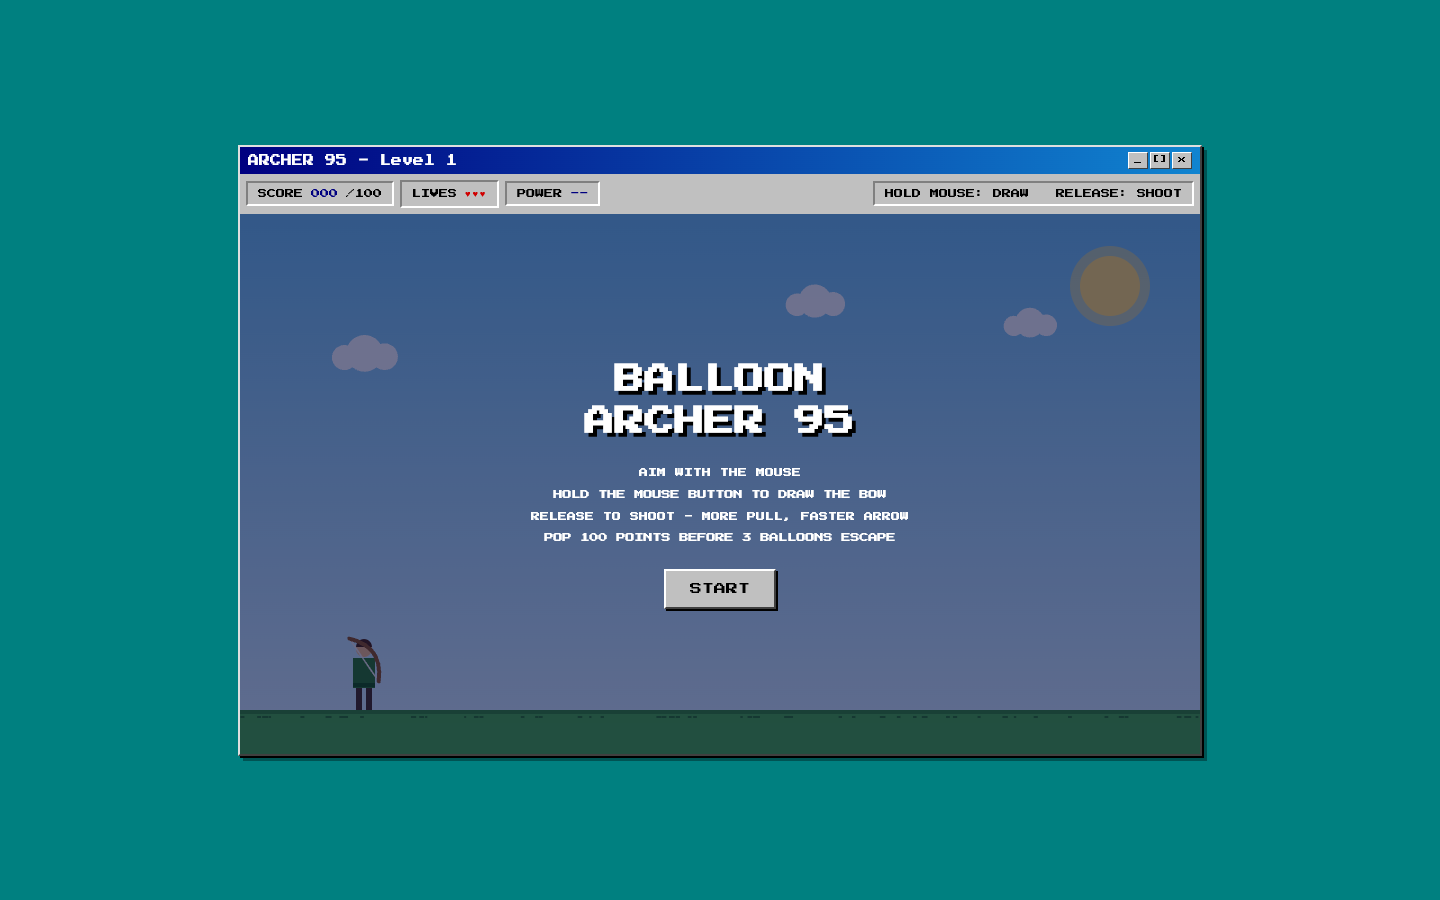 ARCHER 95 - Level 1
SCORE 000 /100 LIVES ♥♥♥ POWER -- HOLD MOUSE: DRAW RELEASE: SHOOT
BALLOON
ARCHER 95
AIM WITH THE MOUSE
HOLD THE MOUSE BUTTON TO DRAW THE BOW
RELEASE TO SHOOT - MORE PULL, FASTER ARROW
POP 100 POINTS BEFORE 3 BALLOONS ESCAPE
START